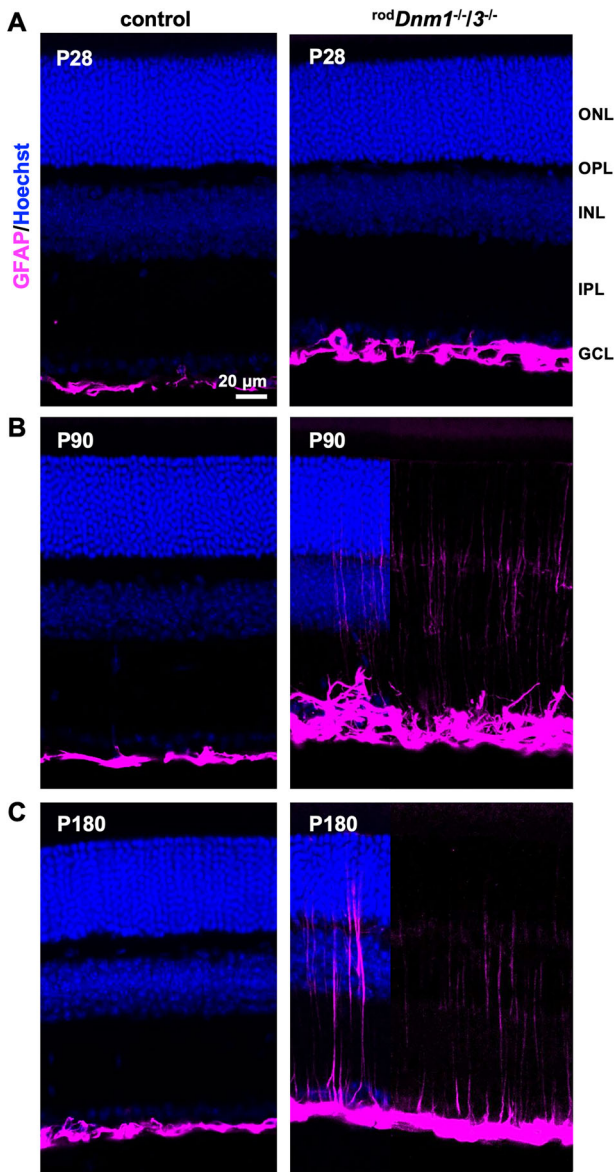 control
rodDnm1-/-/3-/-
A
P28
P28
GFAP/Hoechst
ONL
OPL
INL
IPL
GCL
20 µm
B
P90
P90
C
P180
P180